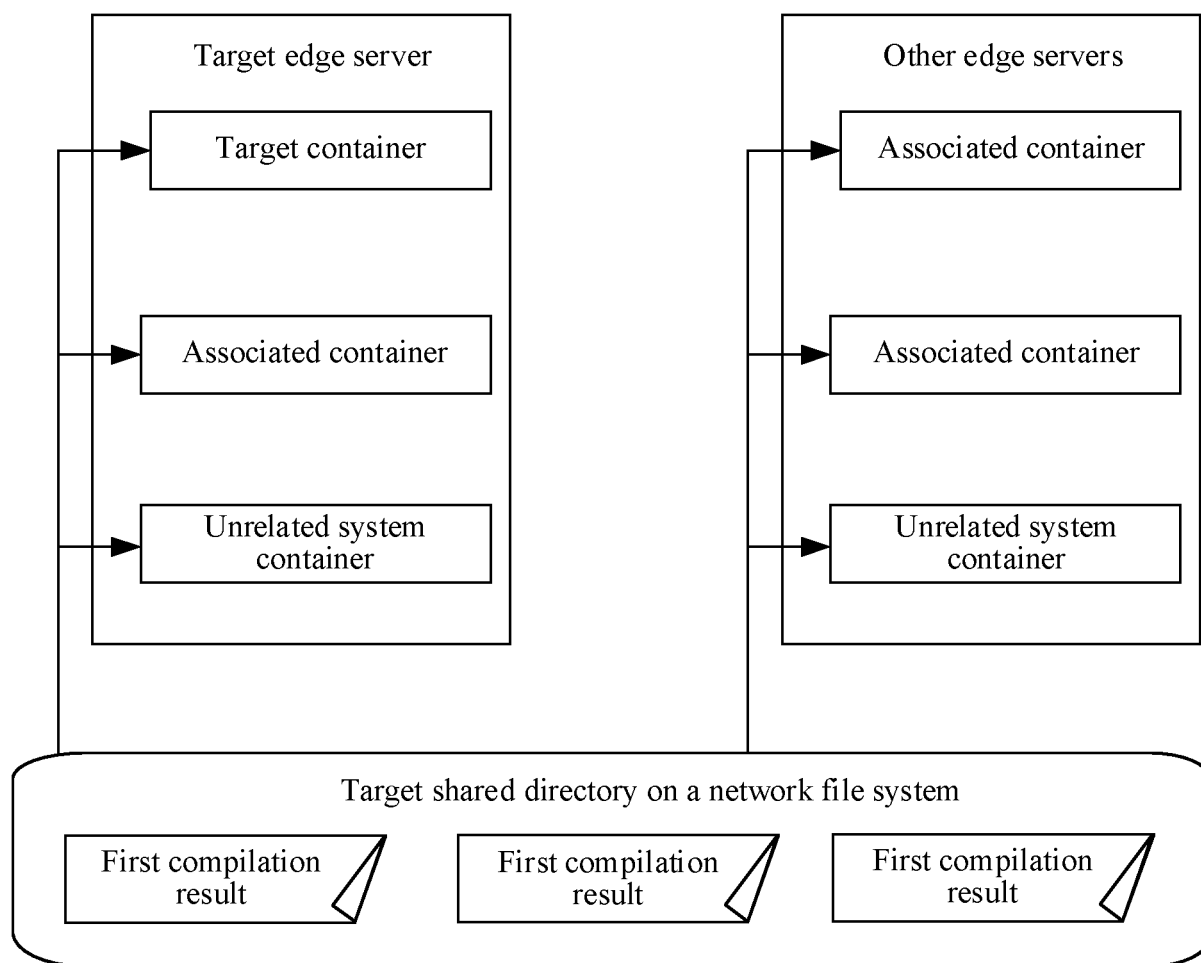 Target edge server
Target container
Associated container
Unrelated system
container
Other edge servers
Associated container
Associated container
Unrelated system
container
Target shared directory on a network file system
First compilation
result
First compilation
result
First compilation
result